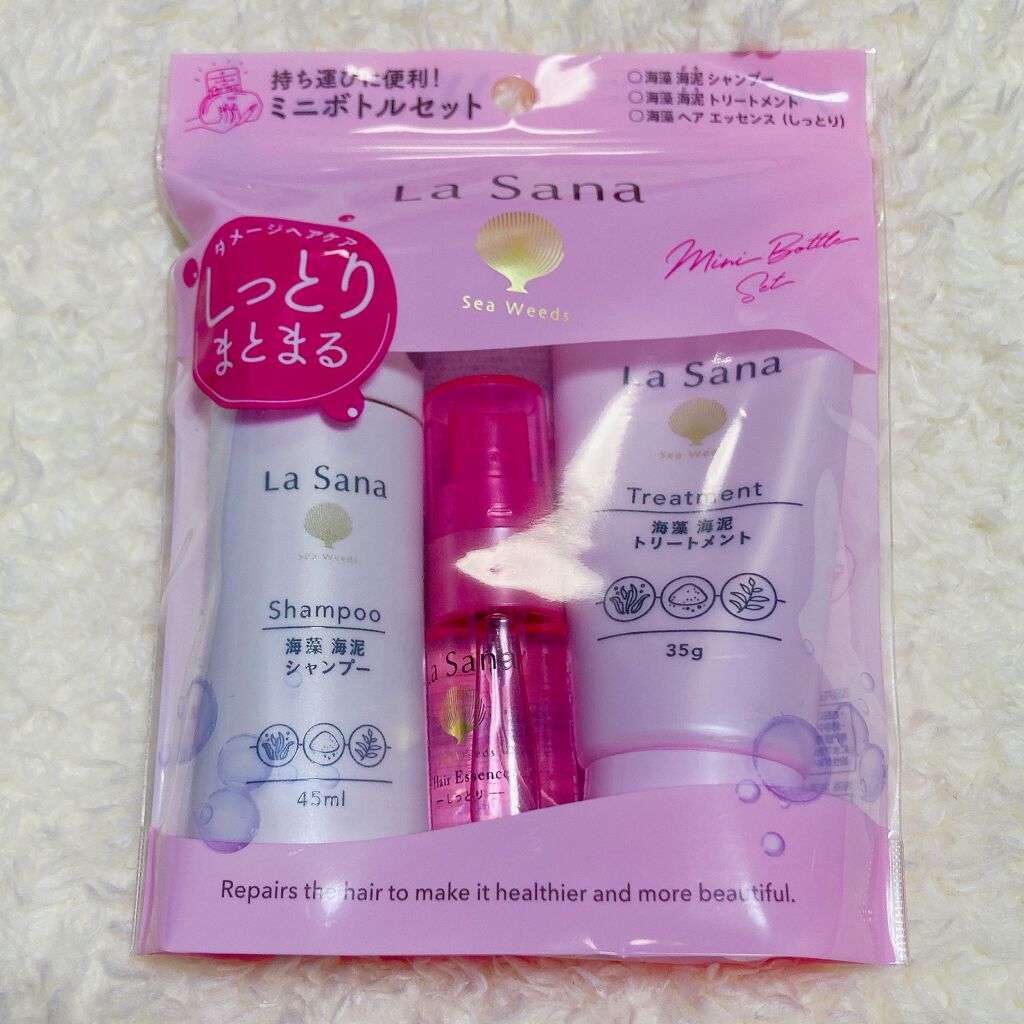 持ち運びに便利!
ミニボトルセット
○海藻 海泥 シャンプー
○海藻 海泥 トリートメント
○海藻 ヘア エッセンス (しっとり)
La Sana
Sea Weeds
Mini Bottle
Set
ダメージヘアケア
しっとり
まとまる
La Sana
Sea Weeds
Shampoo
海藻 海泥
シャンプー
45ml
La Sana
Sea Weeds
Hair Essence
ーしっとりー
La Sana
Sea Weeds
Treatment
海藻 海泥
トリートメント
35g
Repairs the hair to make it healthier and more beautiful.